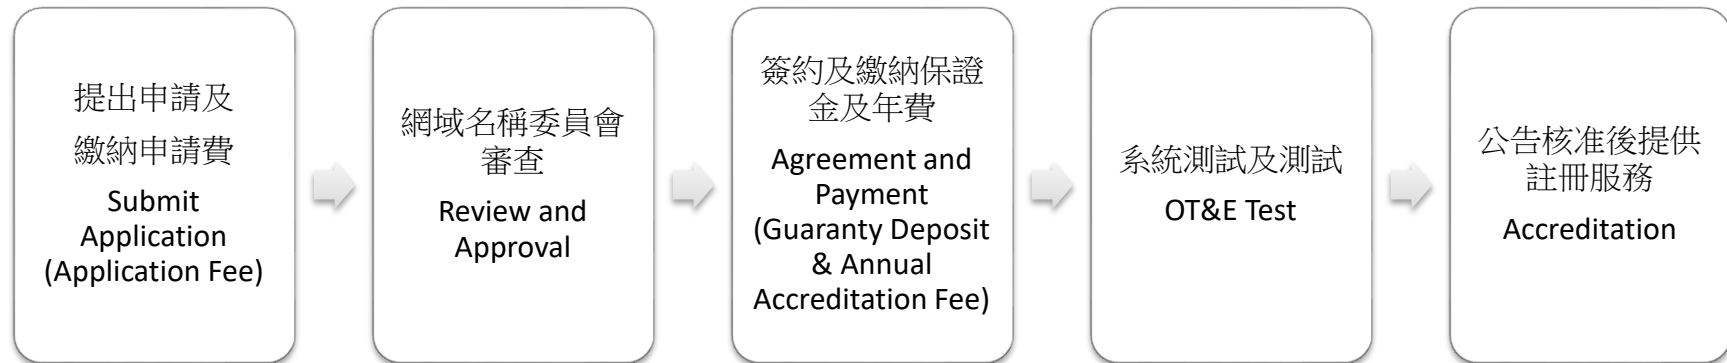 提出申請及
繳納申請費
Submit
Application
(Application Fee)
網域名稱委員會
審查
Review and
Approval
簽約及繳納保證
金及年費
Agreement and
Payment
(Guaranty Deposit
& Annual
Accreditation Fee)
系統測試及測試
OT&E Test
公告核准後提供
註冊服務
Accreditation